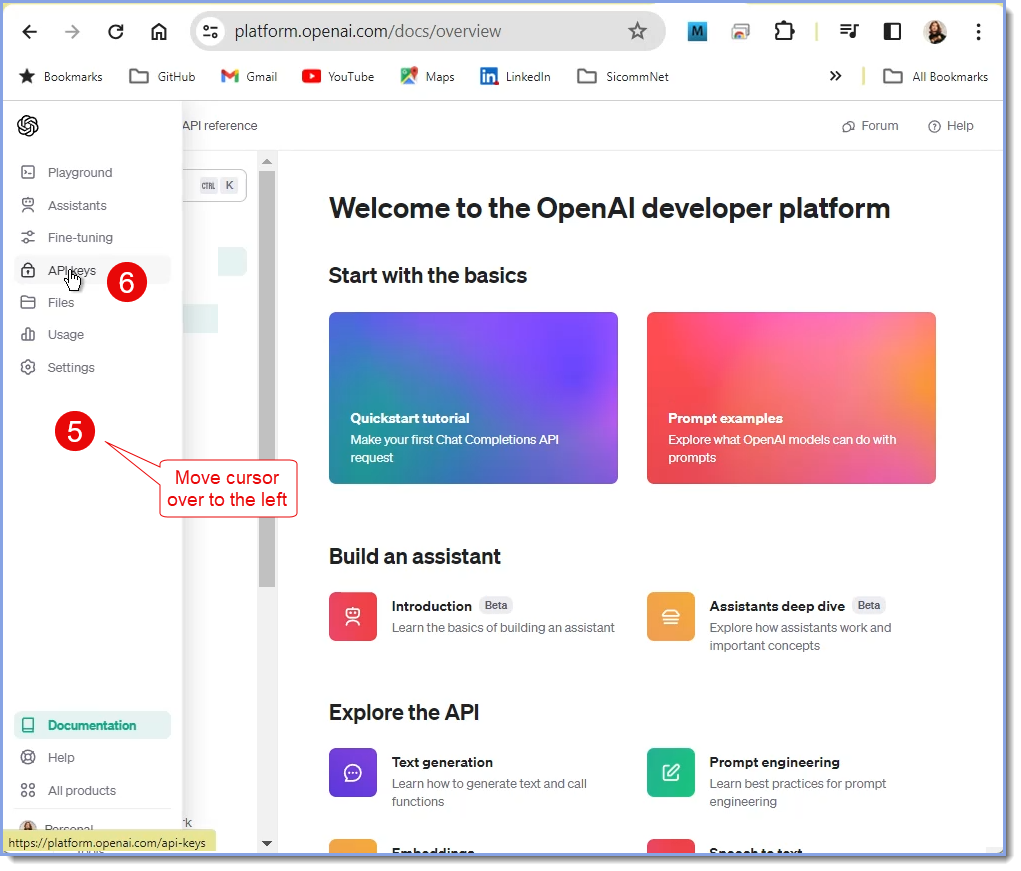 platform.openai.com/docs/overview
M
Bookmarks
GitHub
Gmail
YouTube
Maps
LinkedIn
SicommNet
All Bookmarks
API reference
Forum
Help
Playground
Assistants
Fine-tuning
API keys
Files
Usage
Settings
6
5
Move cursor
over to the left
CTRL K
Welcome to the OpenAI developer platform
Start with the basics
Quickstart tutorial
Make your first Chat Completions API
request
Prompt examples
Explore what OpenAI models can do with
prompts
Build an assistant
Introduction Beta
Learn the basics of building an assistant
Assistants deep dive Beta
Explore how assistants work and
important concepts
Explore the API
Text generation
Learn how to generate text and call
functions
Prompt engineering
Learn best practices for prompt
engineering
Embeddings
Speech to text
Documentation
Help
All products
Personal
https://platform.openai.com/api-keys